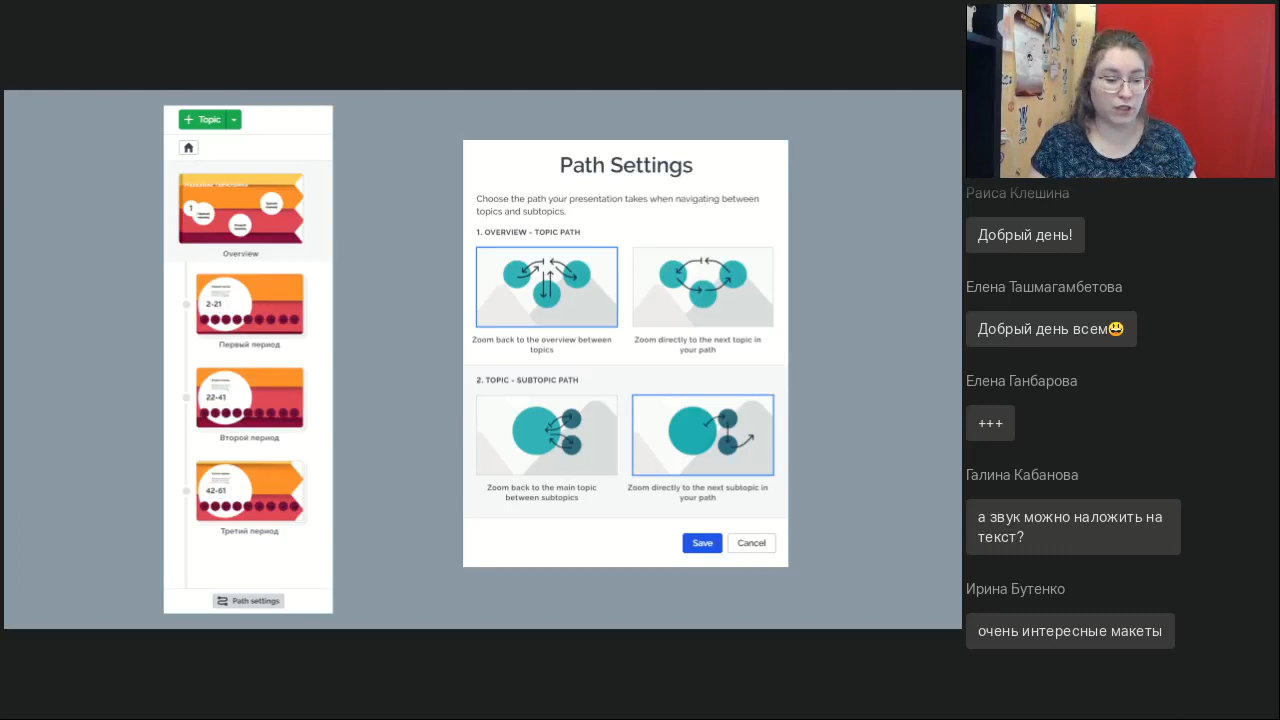 Topic
1
Overview
2-21
Первый период
22-41
Второй период
42-61
Третий период
Path settings
Path Settings
Choose the path your presentation takes when navigating between
topics and subtopics.
1. OVERVIEW - TOPIC PATH
Zoom back to the overview between
topics
Zoom directly to the next topic in
your path
2. TOPIC - SUBTOPIC PATH
Zoom back to the main topic
between subtopics
Zoom directly to the next subtopic in
your path
Save
Cancel
Раиса Клешина
Добрый день!
Елена Ташмагамбетова
Добрый день всем😃
Елена Ганбарова
+++
Галина Кабанова
а звук можно наложить на
текст?
Ирина Бутенко
очень интересные макеты